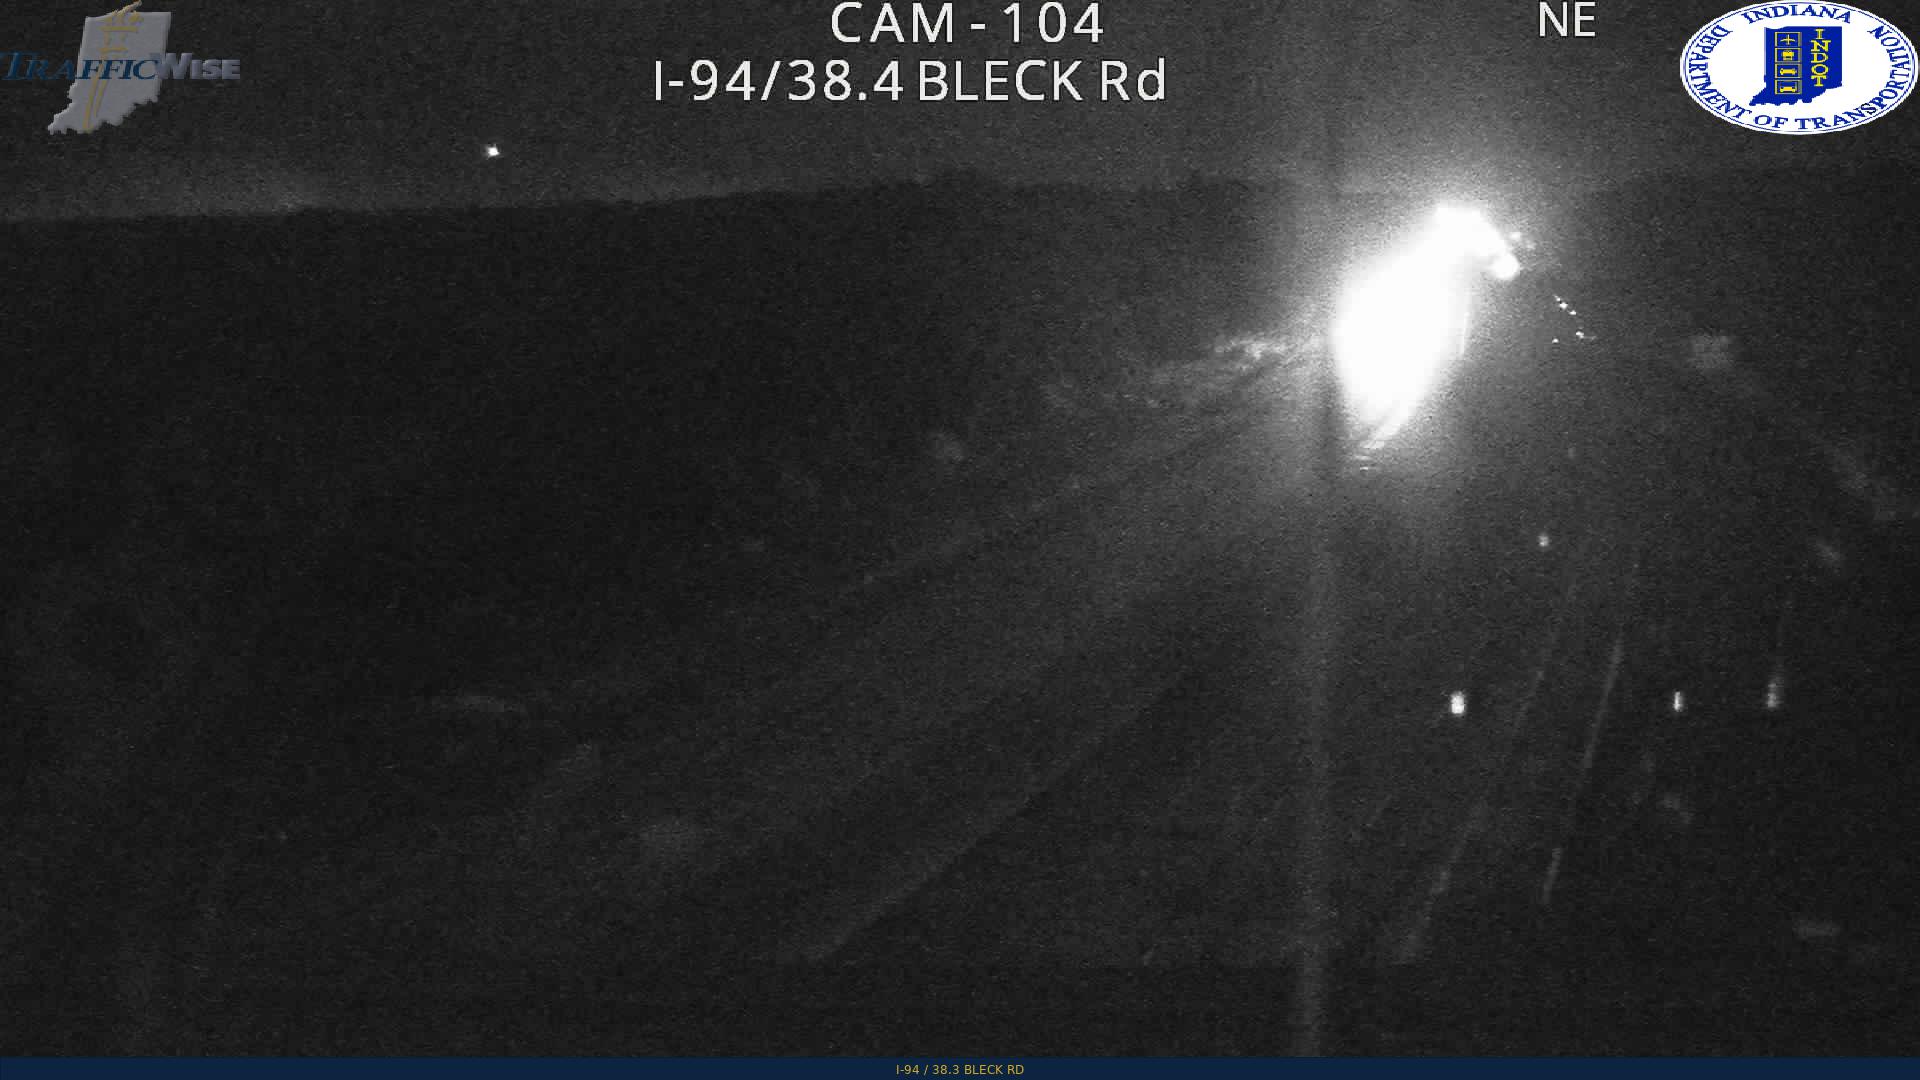 CAM-104
I-94/38.4 BLECK Rd
NE
TRAFFICWISE
INDIANA
DEPARTMENT OF TRANSPORTATION
INDOT
I-94 / 38.3 BLECK RD